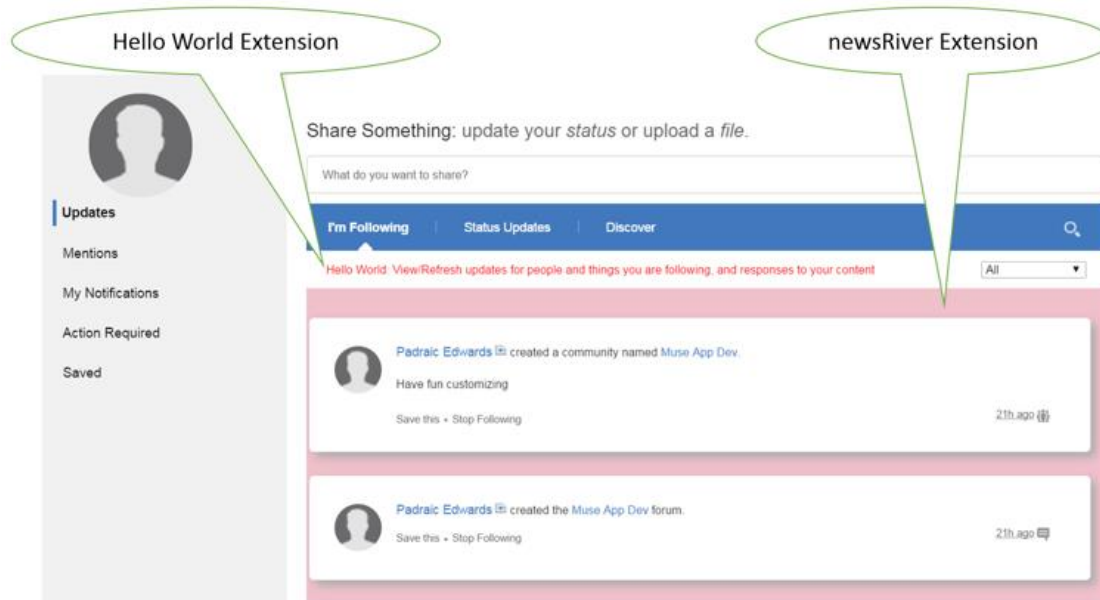 Hello World Extension
newsRiver Extension
Share Something: update your status or upload a file.
What do you want to share?
Updates
Mentions
My Notifications
Action Required
Saved
I'm Following
Status Updates
Discover
Hello World: View/Refresh updates for people and things you are following, and responses to your content
All
Padraic Edwards created a community named Muse App Dev.
Have fun customizing
Save this • Stop Following
21h ago
Padraic Edwards created the Muse App Dev forum.
Save this • Stop Following
21h ago